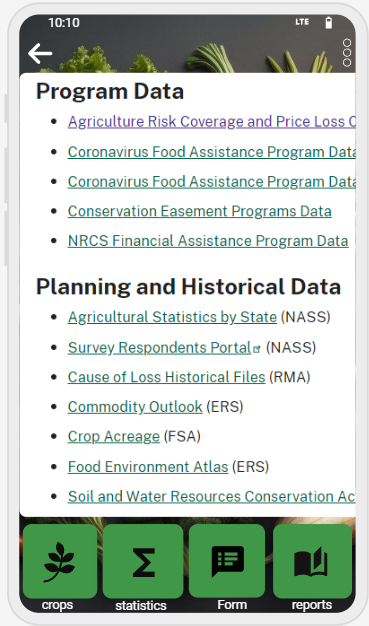 10:10
LTE
Program Data
Agriculture Risk Coverage and Price Loss C
Coronavirus Food Assistance Program Data
Coronavirus Food Assistance Program Data
Conservation Easement Programs Data
NRCS Financial Assistance Program Data
Planning and Historical Data
Agricultural Statistics by State (NASS)
Survey Respondents Portal (NASS)
Cause of Loss Historical Files (RMA)
Commodity Outlook (ERS)
Crop Acreage (FSA)
Food Environment Atlas (ERS)
Soil and Water Resources Conservation Ac
crops
statistics
Form
reports